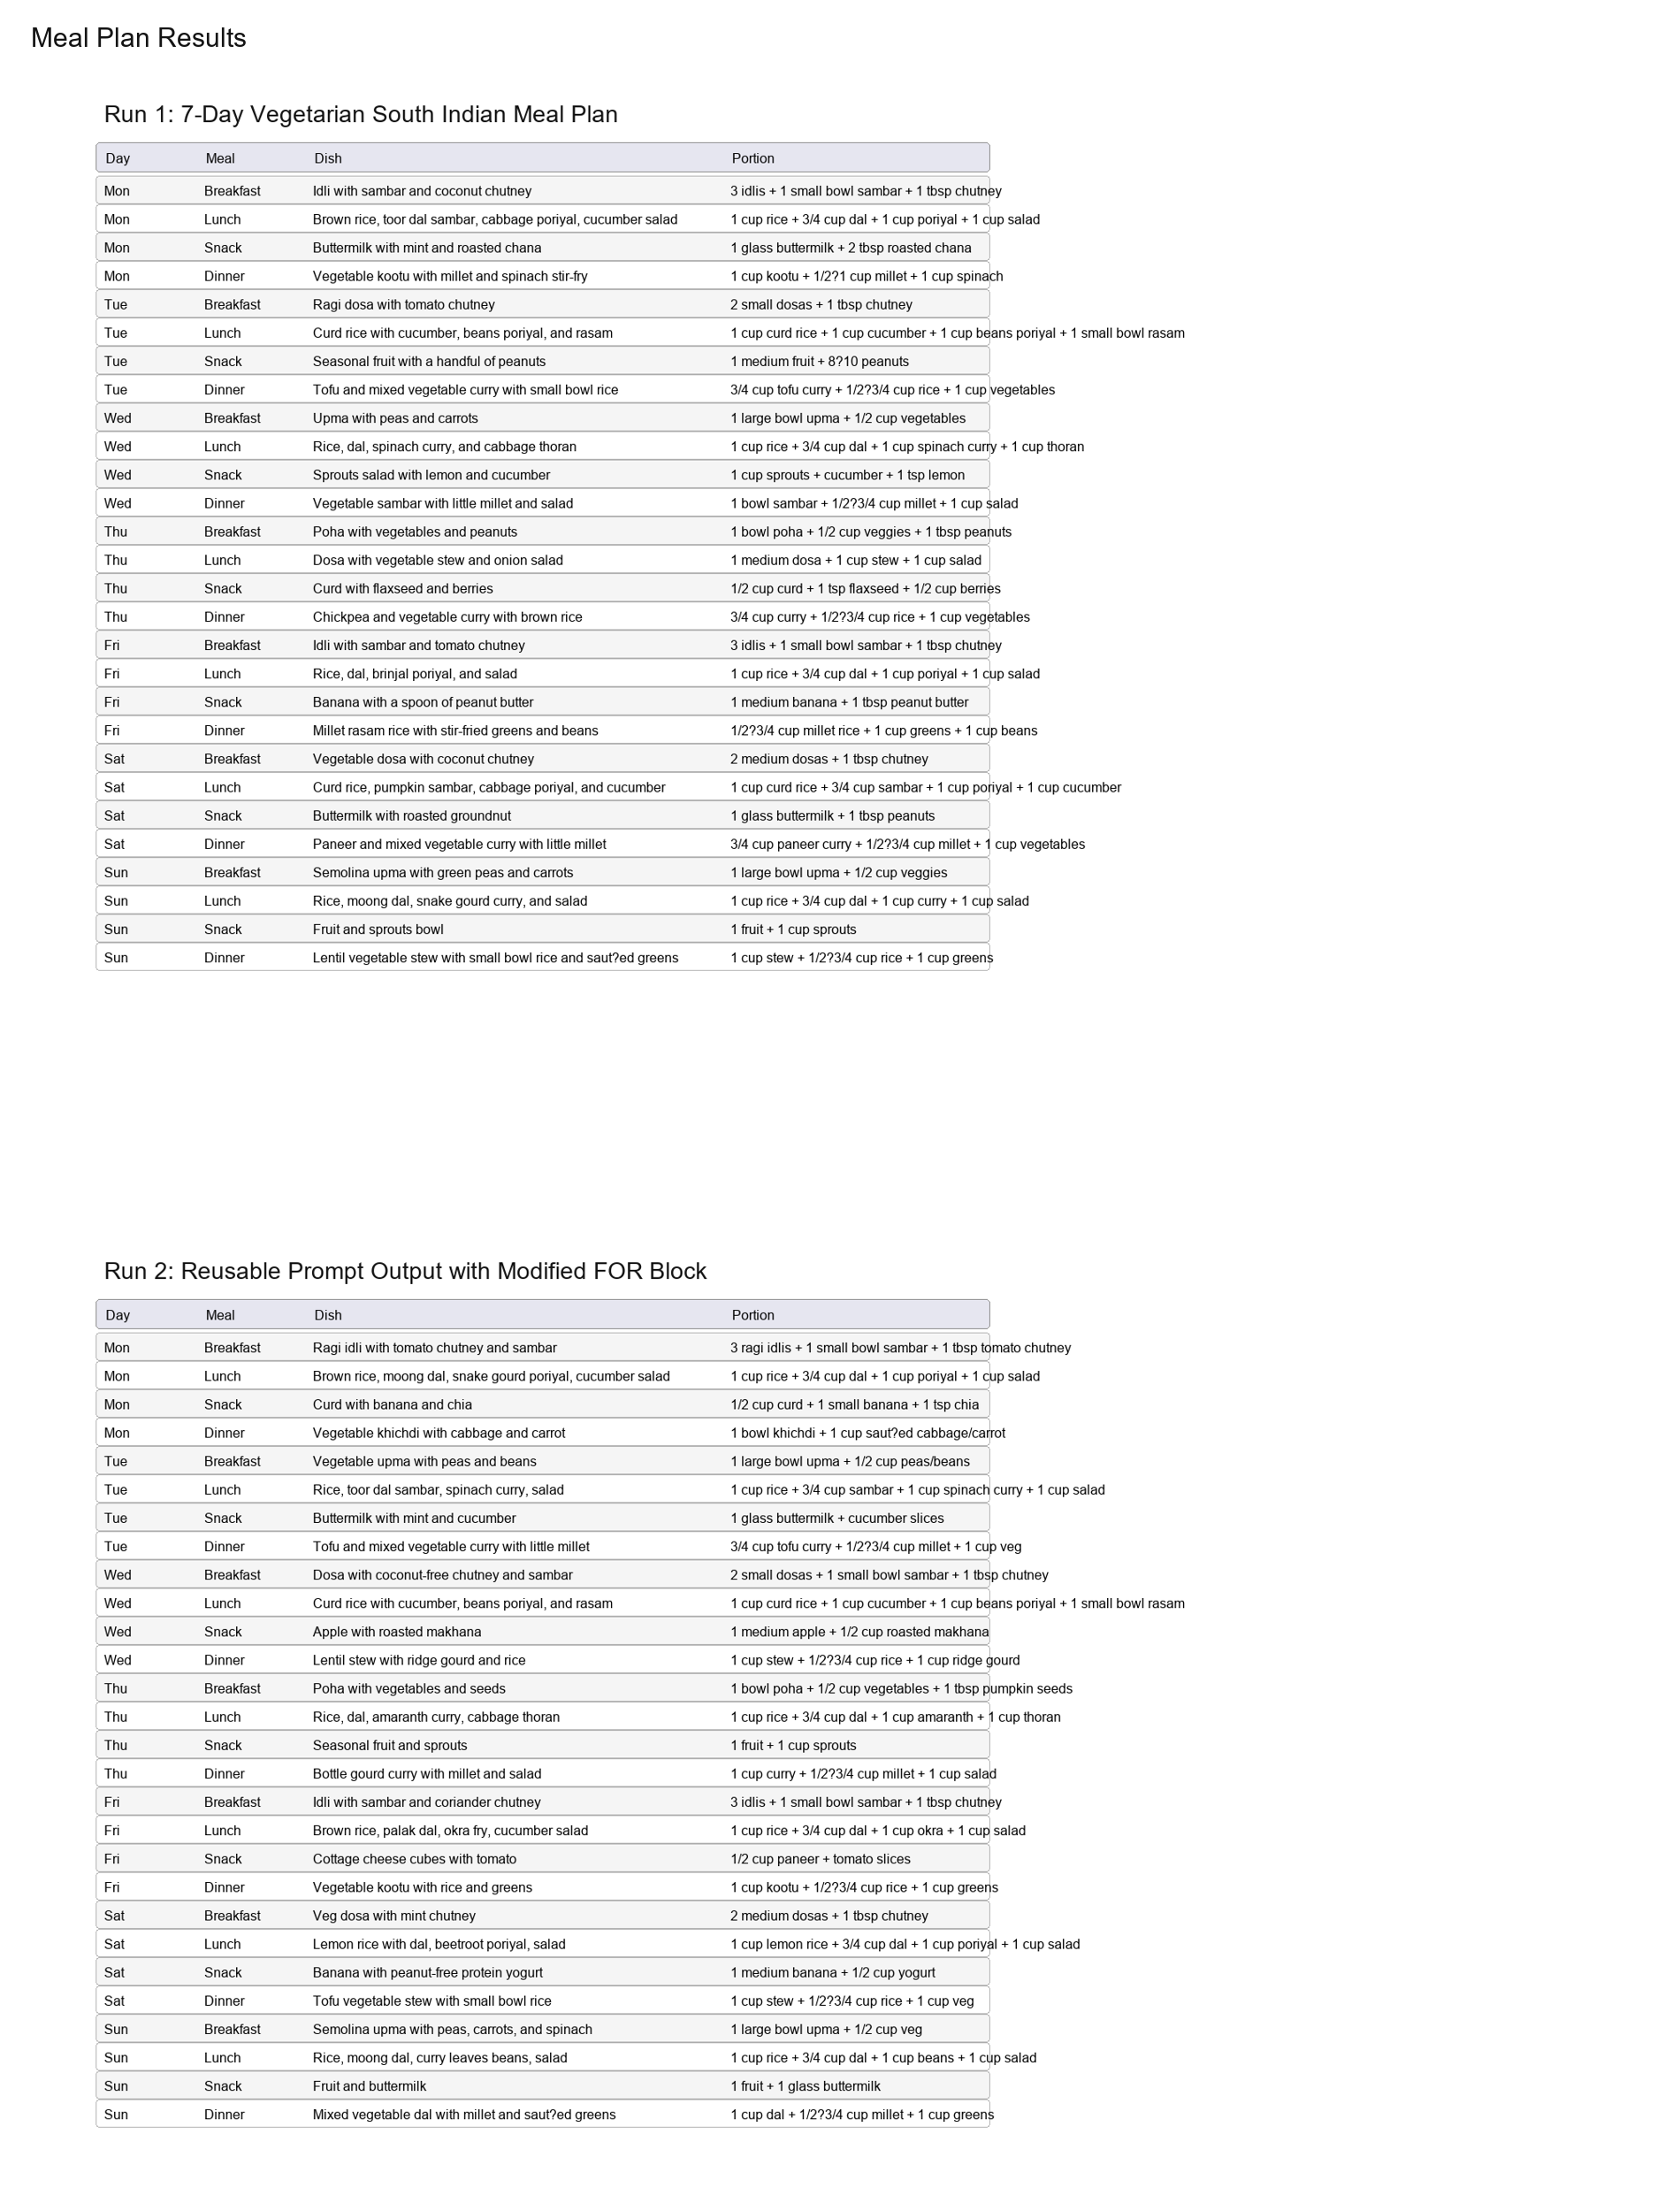 Meal Plan Results
Run 1: 7-Day Vegetarian South Indian Meal Plan
Day Meal Dish Portion
Mon Breakfast Idli with sambar and coconut chutney 3 idlis + 1 small bowl sambar + 1 tbsp chutney
Mon Lunch Brown rice, toor dal sambar, cabbage poriyal, cucumber salad 1 cup rice + 3/4 cup dal + 1 cup poriyal + 1 cup salad
Mon Snack Buttermilk with mint and roasted chana 1 glass buttermilk + 2 tbsp roasted chana
Mon Dinner Vegetable kootu with millet and spinach stir-fry 1 cup kootu + 1/2?1 cup millet + 1 cup spinach
Tue Breakfast Ragi dosa with tomato chutney 2 small dosas + 1 tbsp chutney
Tue Lunch Curd rice with cucumber, beans poriyal, and rasam 1 cup curd rice + 1 cup cucumber + 1 cup beans poriyal + 1 small bowl rasam
Tue Snack Seasonal fruit with a handful of peanuts 1 medium fruit + 8?10 peanuts
Tue Dinner Tofu and mixed vegetable curry with small bowl rice 3/4 cup tofu curry + 1/2?3/4 cup rice + 1 cup vegetables
Wed Breakfast Upma with peas and carrots 1 large bowl upma + 1/2 cup vegetables
Wed Lunch Rice, dal, spinach curry, and cabbage thoran 1 cup rice + 3/4 cup dal + 1 cup spinach curry + 1 cup thoran
Wed Snack Sprouts salad with lemon and cucumber 1 cup sprouts + cucumber + 1 tsp lemon
Wed Dinner Vegetable sambar with little millet and salad 1 bowl sambar + 1/2?3/4 cup millet + 1 cup salad
Thu Breakfast Poha with vegetables and peanuts 1 bowl poha + 1/2 cup veggies + 1 tbsp peanuts
Thu Lunch Dosa with vegetable stew and onion salad 1 medium dosa + 1 cup stew + 1 cup salad
Thu Snack Curd with flaxseed and berries 1/2 cup curd + 1 tsp flaxseed + 1/2 cup berries
Thu Dinner Chickpea and vegetable curry with brown rice 3/4 cup curry + 1/2?3/4 cup rice + 1 cup vegetables
Fri Breakfast Idli with sambar and tomato chutney 3 idlis + 1 small bowl sambar + 1 tbsp chutney
Fri Lunch Rice, dal, brinjal poriyal, and salad 1 cup rice + 3/4 cup dal + 1 cup poriyal + 1 cup salad
Fri Snack Banana with a spoon of peanut butter 1 medium banana + 1 tbsp peanut butter
Fri Dinner Millet rasam rice with stir-fried greens and beans 1/2?3/4 cup millet rice + 1 cup greens + 1 cup beans
Sat Breakfast Vegetable dosa with coconut chutney 2 medium dosas + 1 tbsp chutney
Sat Lunch Curd rice, pumpkin sambar, cabbage poriyal, and cucumber 1 cup curd rice + 3/4 cup sambar + 1 cup poriyal + 1 cup cucumber
Sat Snack Buttermilk with roasted groundnut 1 glass buttermilk + 1 tbsp peanuts
Sat Dinner Paneer and mixed vegetable curry with little millet 3/4 cup paneer curry + 1/2?3/4 cup millet + 1 cup vegetables
Sun Breakfast Semolina upma with green peas and carrots 1 large bowl upma + 1/2 cup veggies
Sun Lunch Rice, moong dal, snake gourd curry, and salad 1 cup rice + 3/4 cup dal + 1 cup curry + 1 cup salad
Sun Snack Fruit and sprouts bowl 1 fruit + 1 cup sprouts
Sun Dinner Lentil vegetable stew with small bowl rice and saut?ed greens 1 cup stew + 1/2?3/4 cup rice + 1 cup greens
Run 2: Reusable Prompt Output with Modified FOR Block
Day Meal Dish Portion
Mon Breakfast Ragi idli with tomato chutney and sambar 3 ragi idlis + 1 small bowl sambar + 1 tbsp tomato chutney
Mon Lunch Brown rice, moong dal, snake gourd poriyal, cucumber salad 1 cup rice + 3/4 cup dal + 1 cup poriyal + 1 cup salad
Mon Snack Curd with banana and chia 1/2 cup curd + 1 small banana + 1 tsp chia
Mon Dinner Vegetable khichdi with cabbage and carrot 1 bowl khichdi + 1 cup saut?ed cabbage/carrot
Tue Breakfast Vegetable upma with peas and beans 1 large bowl upma + 1/2 cup peas/beans
Tue Lunch Rice, toor dal sambar, spinach curry, salad 1 cup rice + 3/4 cup sambar + 1 cup spinach curry + 1 cup salad
Tue Snack Buttermilk with mint and cucumber 1 glass buttermilk + cucumber slices
Tue Dinner Tofu and mixed vegetable curry with little millet 3/4 cup tofu curry + 1/2?3/4 cup millet + 1 cup veg
Wed Breakfast Dosa with coconut-free chutney and sambar 2 small dosas + 1 small bowl sambar + 1 tbsp chutney
Wed Lunch Curd rice with cucumber, beans poriyal, and rasam 1 cup curd rice + 1 cup cucumber + 1 cup beans poriyal + 1 small bowl rasam
Wed Snack Apple with roasted makhana 1 medium apple + 1/2 cup roasted makhana
Wed Dinner Lentil stew with ridge gourd and rice 1 cup stew + 1/2?3/4 cup rice + 1 cup ridge gourd
Thu Breakfast Poha with vegetables and seeds 1 bowl poha + 1/2 cup vegetables + 1 tbsp pumpkin seeds
Thu Lunch Rice, dal, amaranth curry, cabbage thoran 1 cup rice + 3/4 cup dal + 1 cup amaranth + 1 cup thoran
Thu Snack Seasonal fruit and sprouts 1 fruit + 1 cup sprouts
Thu Dinner Bottle gourd curry with millet and salad 1 cup curry + 1/2?3/4 cup millet + 1 cup salad
Fri Breakfast Idli with sambar and coriander chutney 3 idlis + 1 small bowl sambar + 1 tbsp chutney
Fri Lunch Brown rice, palak dal, okra fry, cucumber salad 1 cup rice + 3/4 cup dal + 1 cup okra + 1 cup salad
Fri Snack Cottage cheese cubes with tomato 1/2 cup paneer + tomato slices
Fri Dinner Vegetable kootu with rice and greens 1 cup kootu + 1/2?3/4 cup rice + 1 cup greens
Sat Breakfast Veg dosa with mint chutney 2 medium dosas + 1 tbsp chutney
Sat Lunch Lemon rice with dal, beetroot poriyal, salad 1 cup lemon rice + 3/4 cup dal + 1 cup poriyal + 1 cup salad
Sat Snack Banana with peanut-free protein yogurt 1 medium banana + 1/2 cup yogurt
Sat Dinner Tofu vegetable stew with small bowl rice 1 cup stew + 1/2?3/4 cup rice + 1 cup veg
Sun Breakfast Semolina upma with peas, carrots, and spinach 1 large bowl upma + 1/2 cup veg
Sun Lunch Rice, moong dal, curry leaves beans, salad 1 cup rice + 3/4 cup dal + 1 cup beans + 1 cup salad
Sun Snack Fruit and buttermilk 1 fruit + 1 glass buttermilk
Sun Dinner Mixed vegetable dal with millet and saut?ed greens 1 cup dal + 1/2?3/4 cup millet + 1 cup greens